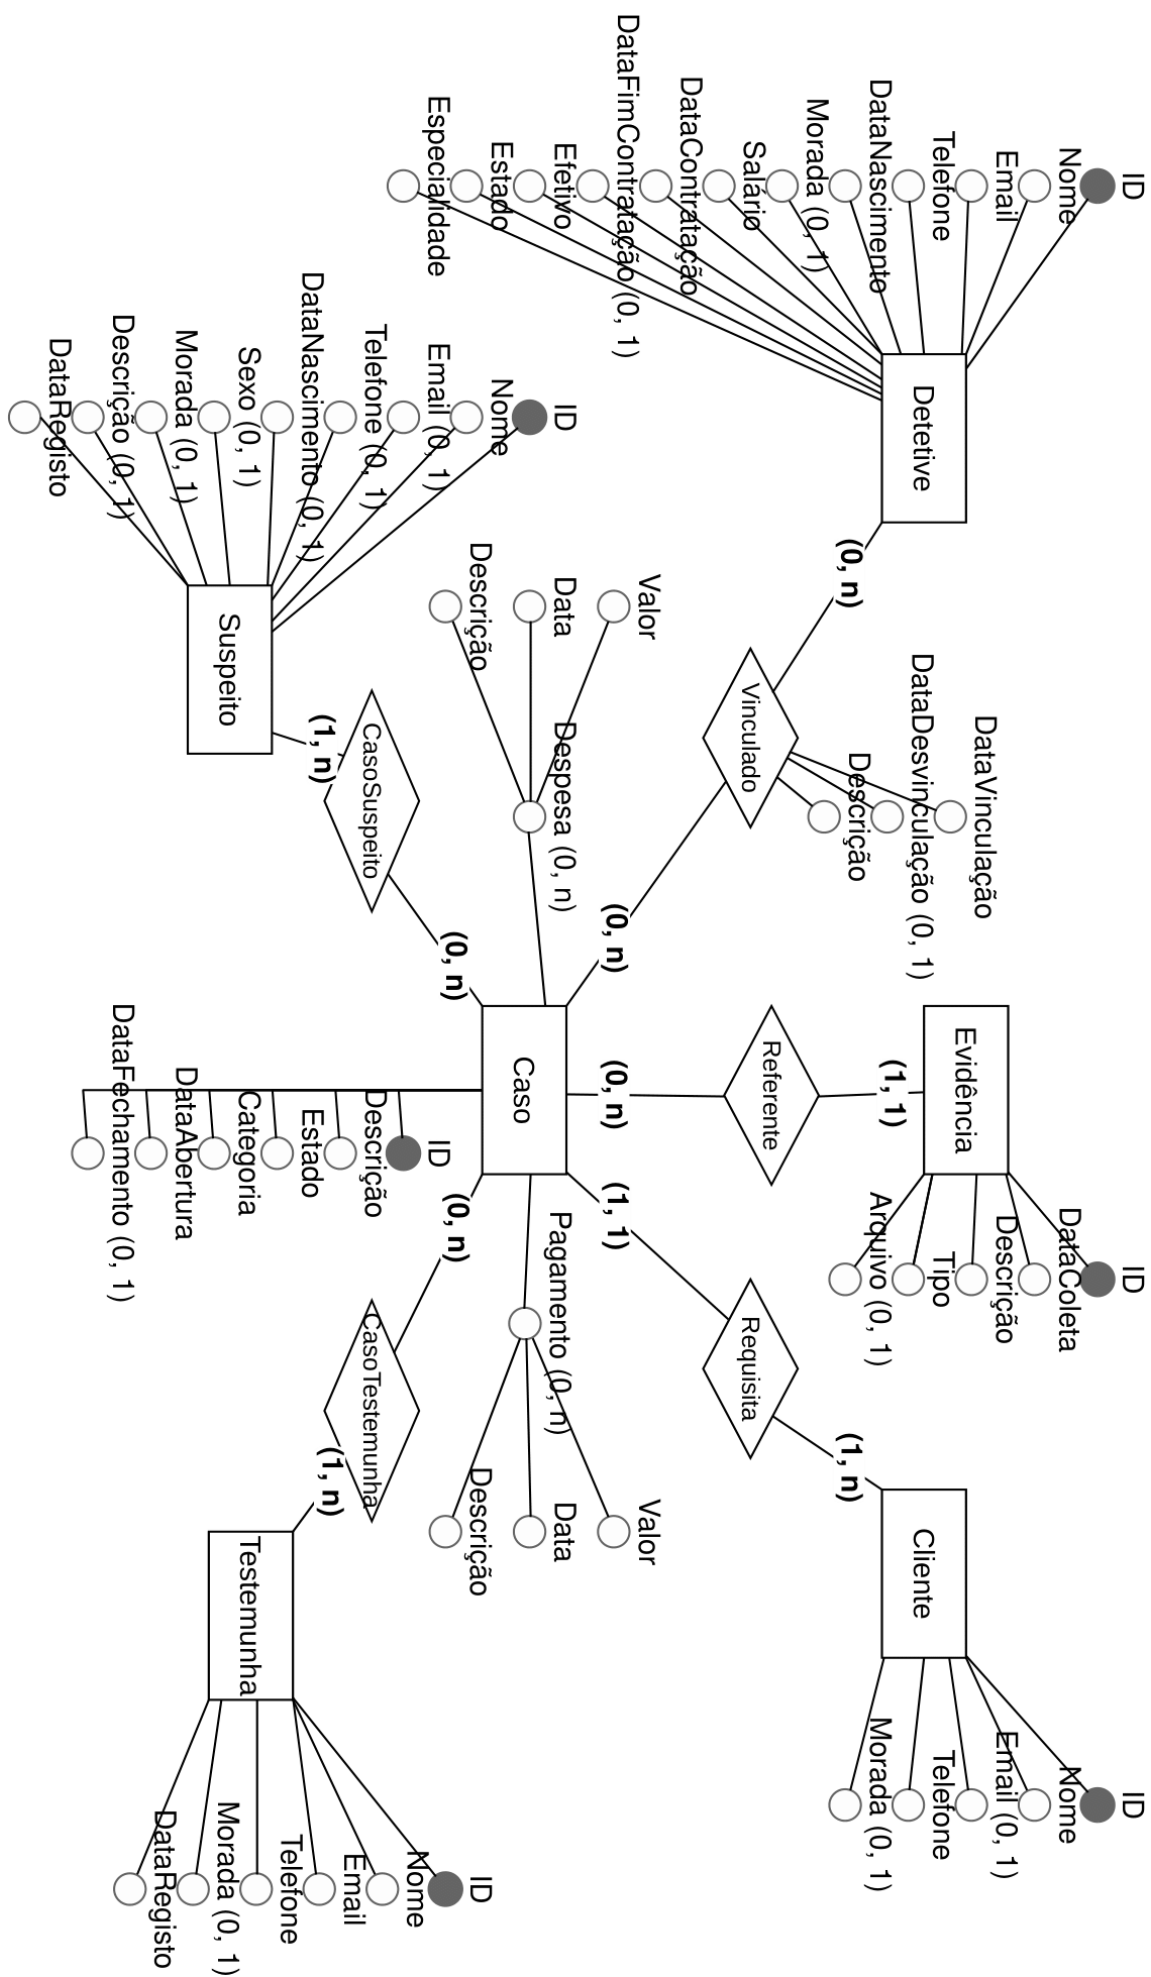 ID
Nome
Email
Telefone
DataNascimento
Morada (0, 1)
Salário
DataContratação
DataFimContratação (0, 1)
Efetivo
Estado
Especialidade
Detetive
(0, n)
Vinculado
DataVinculação
DataDesvinculação (0, 1)
Descrição
(0, n)
Evidência
ID
DataColeta
Descrição
Tipo
Arquivo (0, 1)
(1, 1)
Referente
(0, n)
Cliente
ID
Nome
Email (0, 1)
Telefone
Morada (0, 1)
(1, n)
Requisita
(1, 1)
Valor
Data
Descrição
Despesa (0, n)
Caso
Pagamento (0, n)
Valor
Data
Descrição
ID
Descrição
Estado
Categoria
DataAbertura
DataFechamento (0, 1)
ID
Nome
Email (0, 1)
Telefone (0, 1)
DataNascimento (0, 1)
Sexo (0, 1)
Morada (0, 1)
Descrição (0, 1)
DataRegisto
Suspeito
(1, n)
CasoSuspeito
(0, n)
(0, n)
CasoTestemunha
(1, n)
Testemunha
ID
Nome
Email
Telefone
Morada (0, 1)
DataRegisto